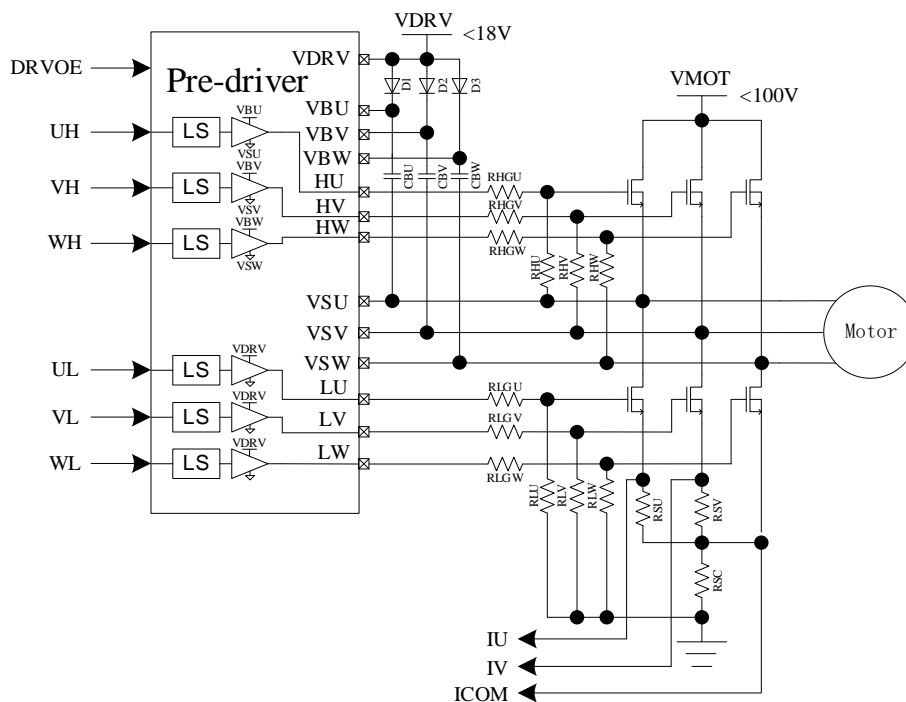 VDRV
<18V
DRVOE
Pre-driver
VDRV
D1
D2
D3
VMOT
<100V
VBU
VBU
UH
LS
VSU
VBV
VBV
VBW
CBU
CBV
CBW
HU
RHGU
VH
LS
VSV
HV
RHGV
VBW
HW
RHGW
WH
LS
VSW
RHU
RHV
RHW
VSU
VSV
Motor
VSW
VDRV
UL
LS
LU
RLGU
VDRV
VL
LS
LV
RLGV
VDRV
WL
LS
LW
RLGW
RLU
RLV
RLW
RSU
RSV
RSC
IU
IV
ICOM